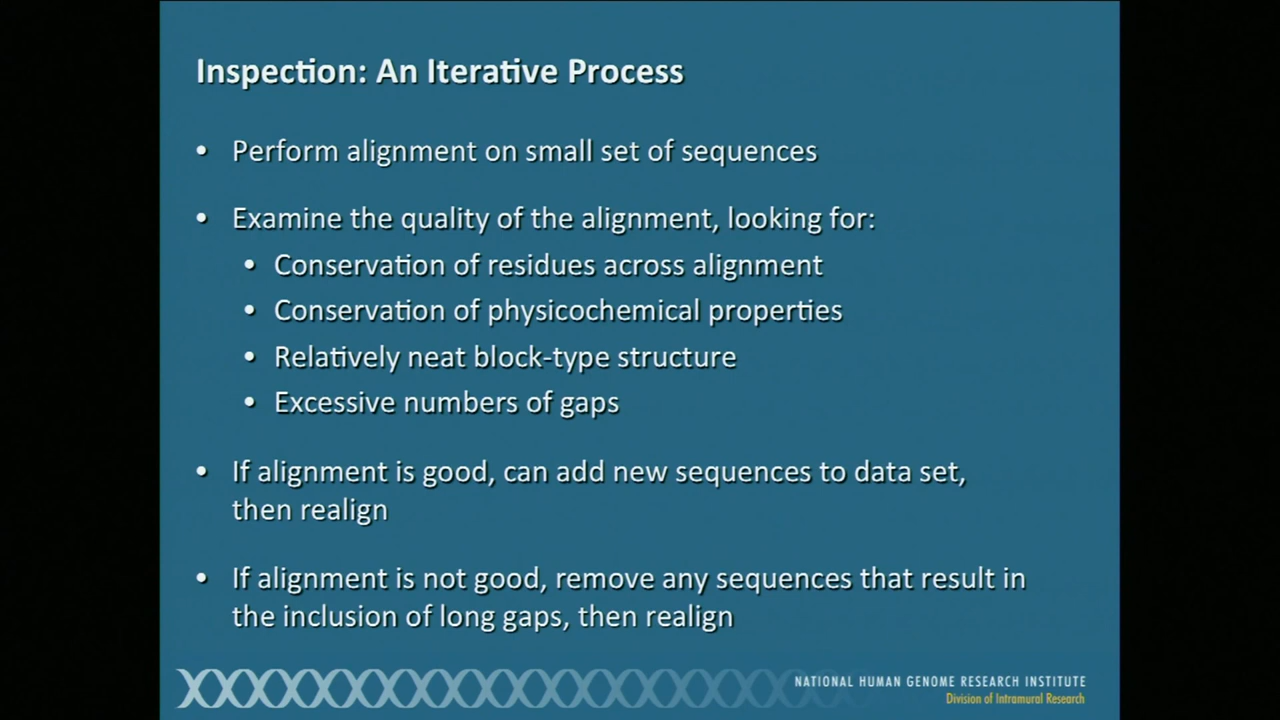 Inspection: An Iterative Process
• Perform alignment on small set of sequences
• Examine the quality of the alignment, looking for:
• Conservation of residues across alignment
• Conservation of physicochemical properties
• Relatively neat block-type structure
• Excessive numbers of gaps
• If alignment is good, can add new sequences to data set,
then realign
• If alignment is not good, remove any sequences that result in
the inclusion of long gaps, then realign
NATIONAL HUMAN GENOME RESEARCH INSTITUTE
Division of Intramural Research